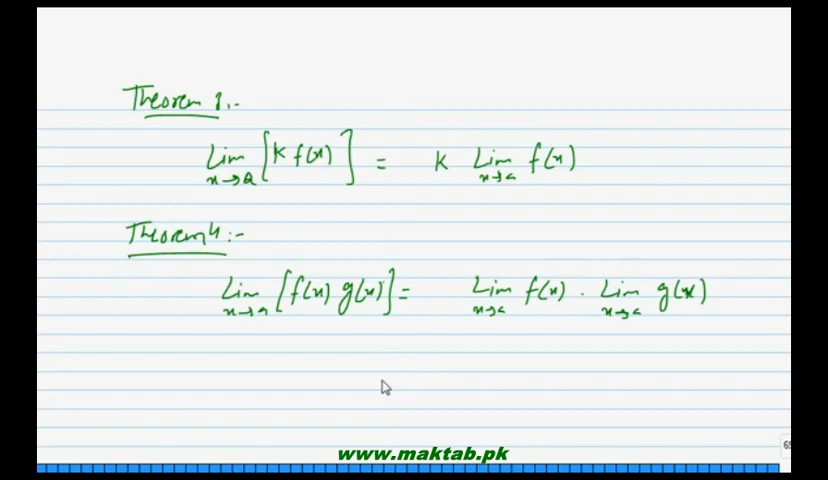 Theorem 3:-
Lim x→a [K f(x)] = K Lim x→a f(x)
Theorem 4:-
Lim x→a [f(x) g(x)] = Lim x→a f(x) . Lim x→a g(x)
www.maktab.pk